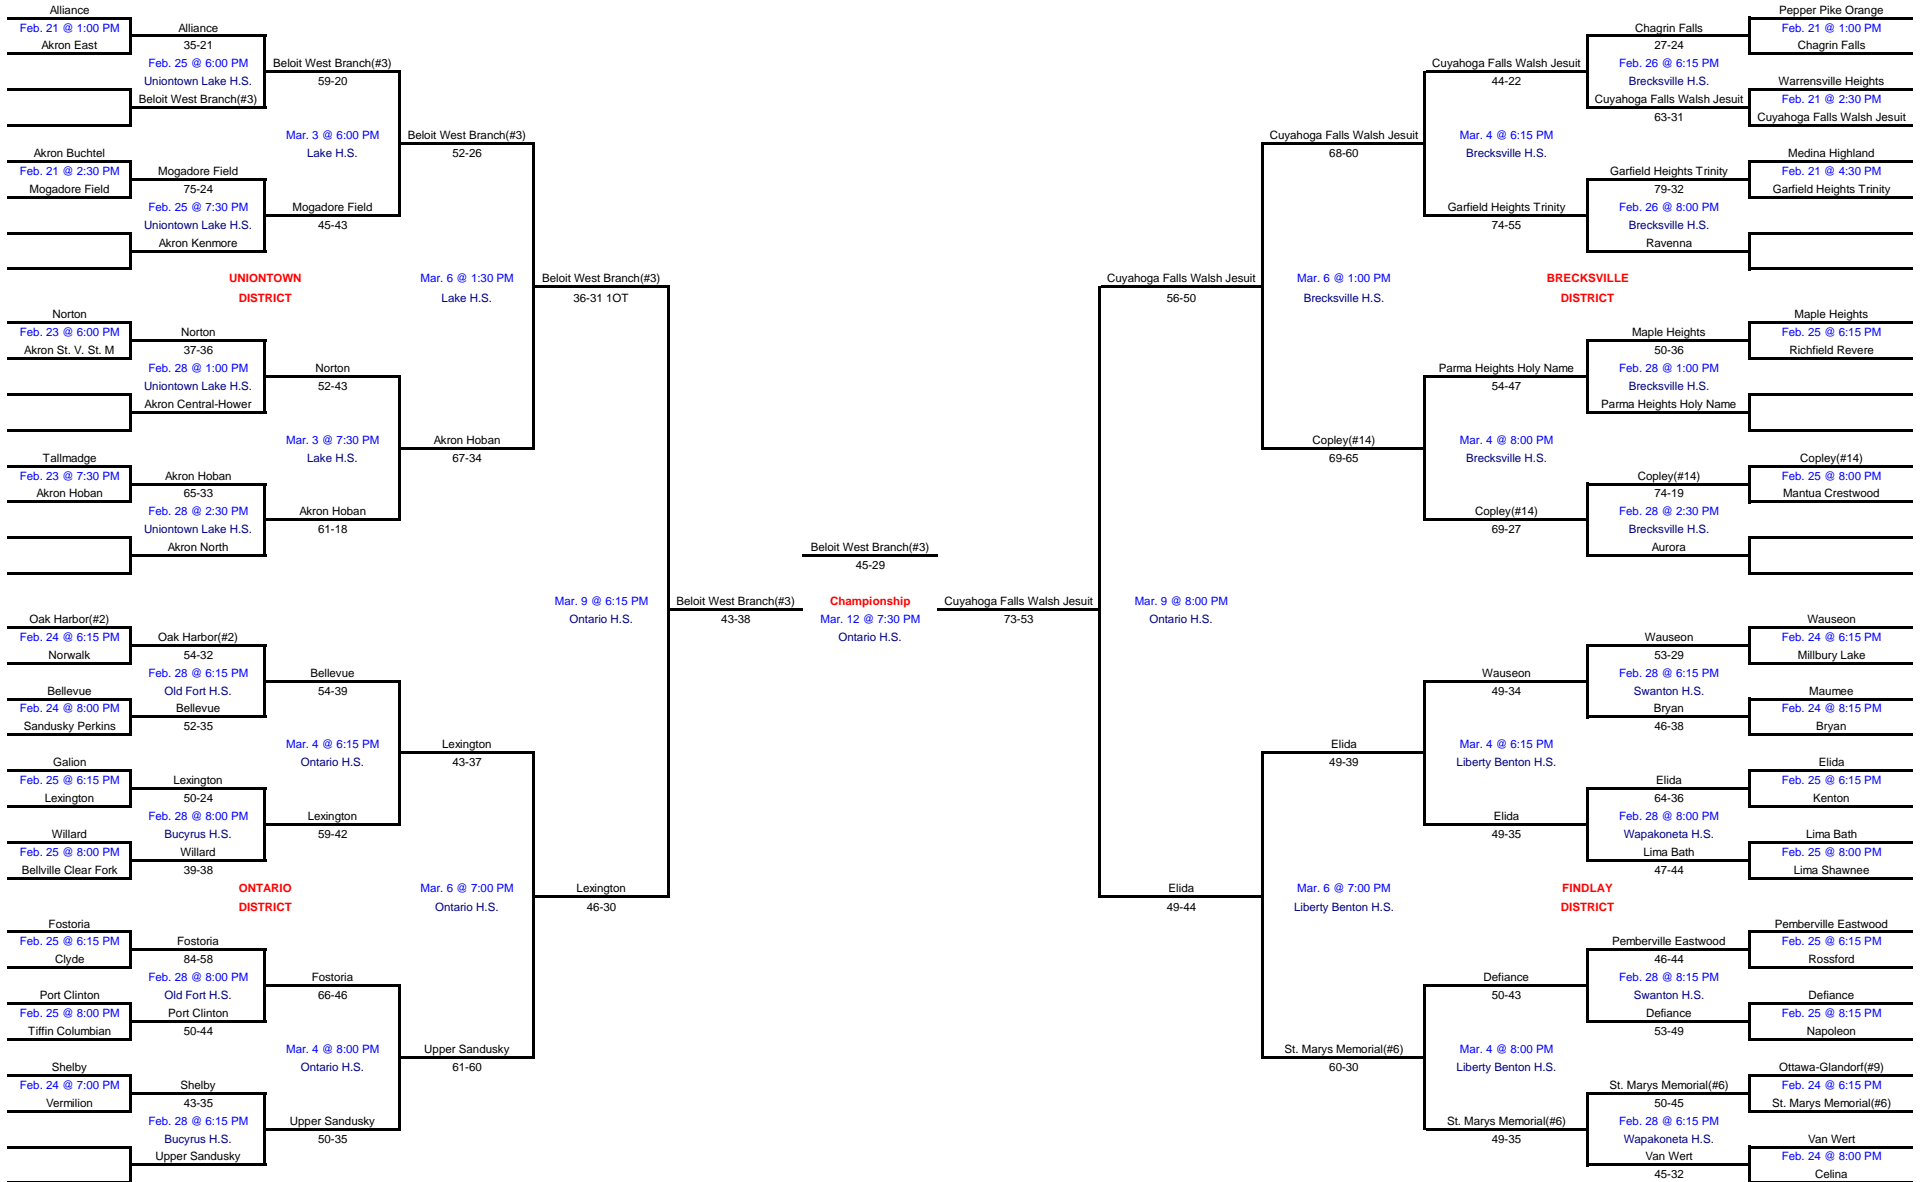 Alliance
Feb. 21 @ 1:00 PM
Akron East
Akron Buchtel
Feb. 21 @ 2:30 PM
Mogadore Field
Norton
Feb. 23 @ 6:00 PM
Akron St. V. St. M
Tallmadge
Feb. 23 @ 7:30 PM
Akron Hoban
Oak Harbor(#2)
Feb. 24 @ 6:15 PM
Norwalk
Bellevue
Feb. 24 @ 8:00 PM
Sandusky Perkins
Galion
Feb. 25 @ 6:15 PM
Lexington
Willard
Feb. 25 @ 8:00 PM
Bellville Clear Fork
Fostoria
Feb. 25 @ 6:15 PM
Clyde
Port Clinton
Feb. 25 @ 8:00 PM
Tiffin Columbian
Shelby
Feb. 24 @ 7:00 PM
Vermilion
Alliance
35-21
Feb. 25 @ 6:00 PM
Uniontown Lake H.S.
Beloit West Branch(#3)
Mogadore Field
75-24
Feb. 25 @ 7:30 PM
Uniontown Lake H.S.
Akron Kenmore
UNIONTOWN
DISTRICT
Norton
37-36
Feb. 28 @ 1:00 PM
Uniontown Lake H.S.
Akron Central-Hower
Akron Hoban
65-33
Feb. 28 @ 2:30 PM
Uniontown Lake H.S.
Akron North
Oak Harbor(#2)
54-32
Feb. 28 @ 6:15 PM
Old Fort H.S.
Bellevue
52-35
Lexington
50-24
Feb. 28 @ 8:00 PM
Bucyrus H.S.
Willard
39-38
ONTARIO
DISTRICT
Fostoria
84-58
Feb. 28 @ 8:00 PM
Old Fort H.S.
Port Clinton
50-44
Shelby
43-35
Feb. 28 @ 6:15 PM
Bucyrus H.S.
Upper Sandusky
Beloit West Branch(#3)
59-20
Mar. 3 @ 6:00 PM
Lake H.S.
Mogadore Field
45-43
Norton
52-43
Mar. 3 @ 7:30 PM
Lake H.S.
Akron Hoban
61-18
Bellevue
54-39
Mar. 4 @ 6:15 PM
Ontario H.S.
Lexington
59-42
Fostoria
66-46
Mar. 4 @ 8:00 PM
Ontario H.S.
Upper Sandusky
50-35
Beloit West Branch(#3)
52-26
Mar. 6 @ 1:30 PM
Lake H.S.
Akron Hoban
67-34
Lexington
43-37
Mar. 6 @ 7:00 PM
Ontario H.S.
Upper Sandusky
61-60
Beloit West Branch(#3)
36-31 1OT
Mar. 9 @ 6:15 PM
Ontario H.S.
Lexington
46-30
Beloit West Branch(#3)
43-38
Beloit West Branch(#3)
45-29
Championship
Mar. 12 @ 7:30 PM
Ontario H.S.
Cuyahoga Falls Walsh Jesuit
73-53
Cuyahoga Falls Walsh Jesuit
56-50
Mar. 9 @ 8:00 PM
Ontario H.S.
Elida
49-44
Cuyahoga Falls Walsh Jesuit
68-60
Mar. 6 @ 1:00 PM
Brecksville H.S.
Copley(#14)
69-65
Elida
49-39
Mar. 6 @ 7:00 PM
Liberty Benton H.S.
St. Marys Memorial(#6)
60-30
Cuyahoga Falls Walsh Jesuit
44-22
Mar. 4 @ 6:15 PM
Brecksville H.S.
Garfield Heights Trinity
74-55
Parma Heights Holy Name
54-47
Mar. 4 @ 8:00 PM
Brecksville H.S.
Copley(#14)
69-27
Wauseon
49-34
Mar. 4 @ 6:15 PM
Liberty Benton H.S.
Elida
49-35
Defiance
50-43
Mar. 4 @ 8:00 PM
Liberty Benton H.S.
St. Marys Memorial(#6)
49-35
Chagrin Falls
27-24
Feb. 26 @ 6:15 PM
Brecksville H.S.
Cuyahoga Falls Walsh Jesuit
63-31
Garfield Heights Trinity
79-32
Feb. 26 @ 8:00 PM
Brecksville H.S.
Ravenna
BRECKSVILLE
DISTRICT
Maple Heights
50-36
Feb. 28 @ 1:00 PM
Brecksville H.S.
Parma Heights Holy Name
Copley(#14)
74-19
Feb. 28 @ 2:30 PM
Brecksville H.S.
Aurora
Wauseon
53-29
Feb. 28 @ 6:15 PM
Swanton H.S.
Bryan
46-38
Elida
64-36
Feb. 28 @ 8:00 PM
Wapakoneta H.S.
Lima Bath
47-44
FINDLAY
DISTRICT
Pemberville Eastwood
46-44
Feb. 28 @ 8:15 PM
Swanton H.S.
Defiance
53-49
St. Marys Memorial(#6)
50-45
Feb. 28 @ 6:15 PM
Wapakoneta H.S.
Van Wert
45-32
Pepper Pike Orange
Feb. 21 @ 1:00 PM
Chagrin Falls
Warrensville Heights
Feb. 21 @ 2:30 PM
Cuyahoga Falls Walsh Jesuit
Medina Highland
Feb. 21 @ 4:30 PM
Garfield Heights Trinity
Maple Heights
Feb. 25 @ 6:15 PM
Richfield Revere
Copley(#14)
Feb. 25 @ 8:00 PM
Mantua Crestwood
Wauseon
Feb. 24 @ 6:15 PM
Millbury Lake
Maumee
Feb. 24 @ 8:15 PM
Bryan
Elida
Feb. 25 @ 6:15 PM
Kenton
Lima Bath
Feb. 25 @ 8:00 PM
Lima Shawnee
Pemberville Eastwood
Feb. 25 @ 6:15 PM
Rossford
Defiance
Feb. 25 @ 8:15 PM
Napoleon
Ottawa-Glandorf(#9)
Feb. 24 @ 6:15 PM
St. Marys Memorial(#6)
Van Wert
Feb. 24 @ 8:00 PM
Celina